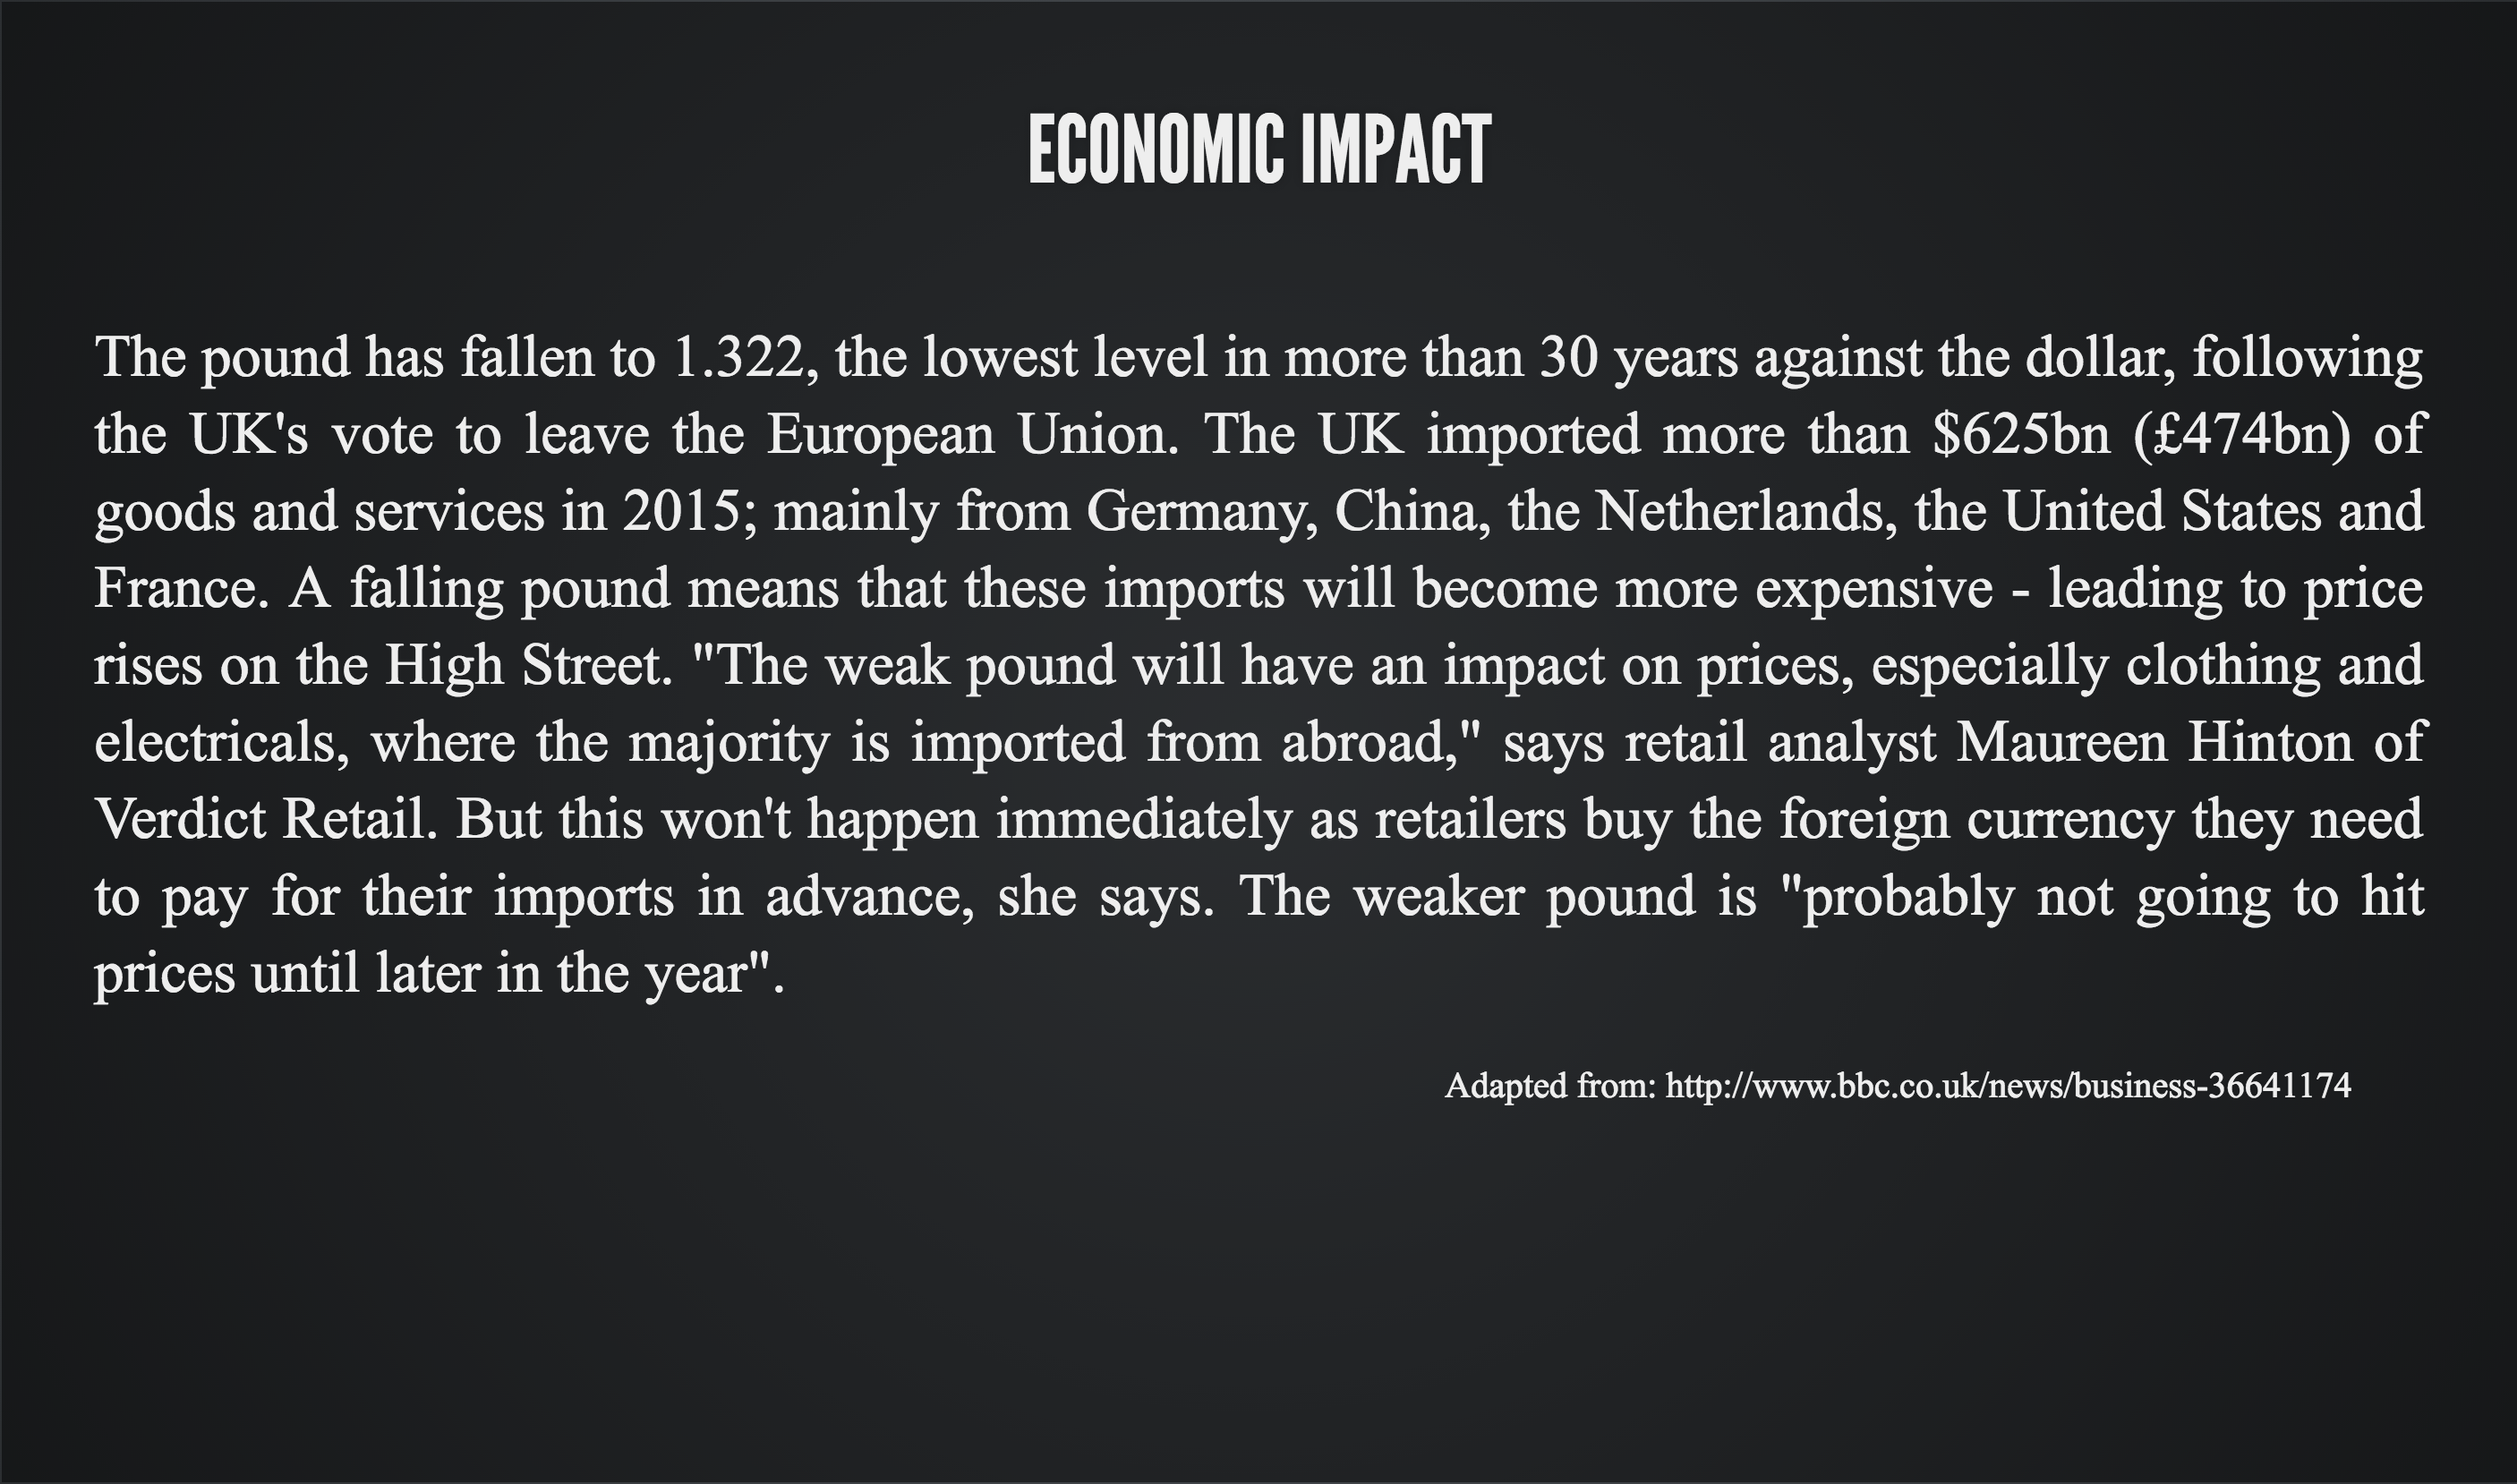 ECONOMIC IMPACT
The pound has fallen to 1.322, the lowest level in more than 30 years against the dollar, following
the UK's vote to leave the European Union. The UK imported more than $625bn (£474bn) of
goods and services in 2015; mainly from Germany, China, the Netherlands, the United States and
France. A falling pound means that these imports will become more expensive - leading to price
rises on the High Street. "The weak pound will have an impact on prices, especially clothing and
electricals, where the majority is imported from abroad," says retail analyst Maureen Hinton of
Verdict Retail. But this won't happen immediately as retailers buy the foreign currency they need
to pay for their imports in advance, she says. The weaker pound is "probably not going to hit
prices until later in the year".
Adapted from: http://www.bbc.co.uk/news/business-36641174